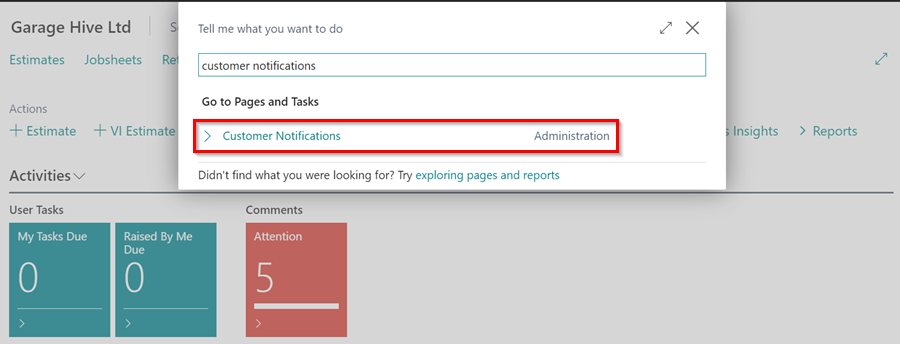 Garage Hive Ltd
Tell me what you want to do
Estimates Jobsheets
customer notifications
Go to Pages and Tasks
Actions
Customer Notifications Administration
+ Estimate + VI Estimate Insights > Reports
Didn't find what you were looking for? Try exploring pages and reports
Activities
User Tasks
Comments
My Tasks Due
0
Raised By Me
Due
0
Attention
5